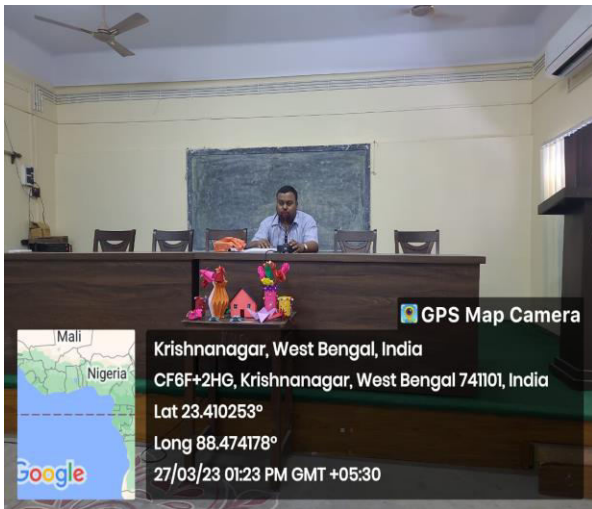 GPS Map Camera
Mali
Nigeria
Google
Krishnanagar, West Bengal, India
CF6F+2HG, Krishnanagar, West Bengal 741101, India
Lat 23.410253°
Long 88.474178°
27/03/23 01:23 PM GMT +05:30